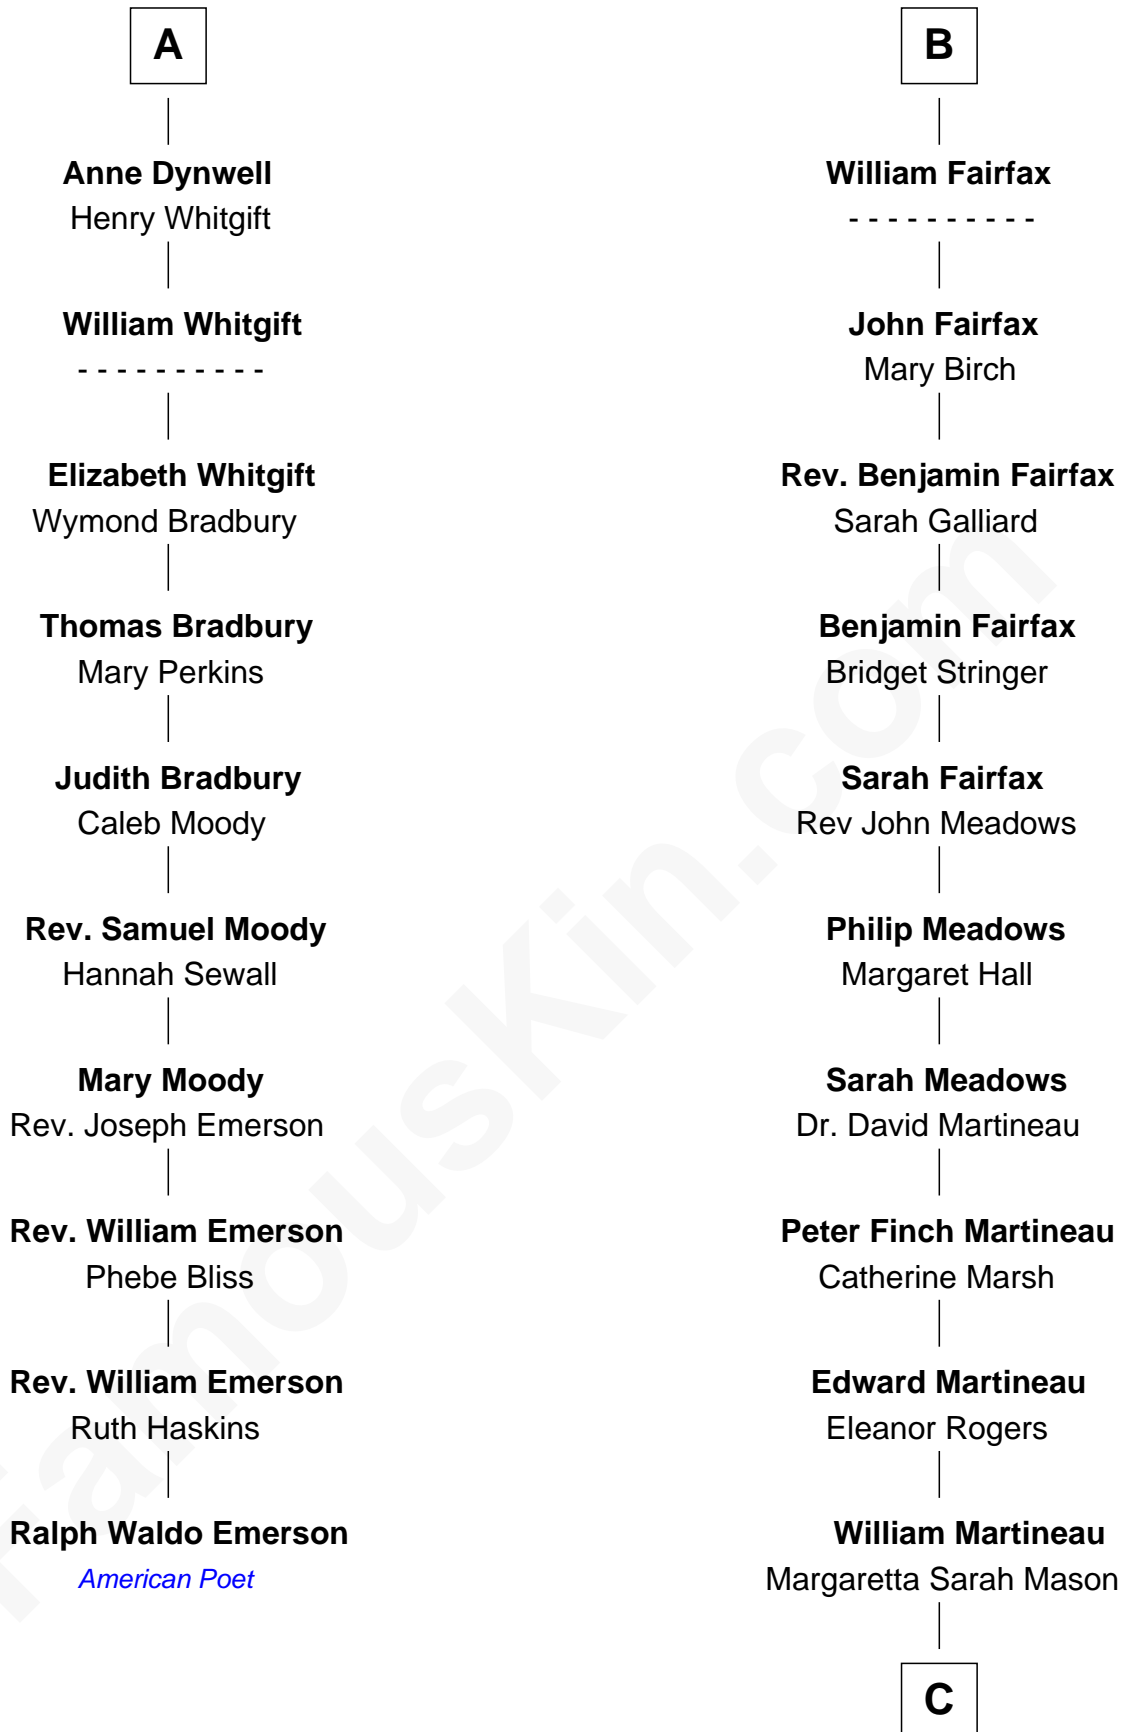 A
Anne Dynwell
Henry Whitgift
William Whitgift
- - - - - - - - - -
Elizabeth Whitgift
Wymond Bradbury
Thomas Bradbury
Mary Perkins
Judith Bradbury
Caleb Moody
Rev. Samuel Moody
Hannah Sewall
Mary Moody
Rev. Joseph Emerson
Rev. William Emerson
Phebe Bliss
Rev. William Emerson
Ruth Haskins
Ralph Waldo Emerson
American Poet
B
William Fairfax
- - - - - - - - - -
John Fairfax
Mary Birch
Rev. Benjamin Fairfax
Sarah Galliard
Benjamin Fairfax
Bridget Stringer
Sarah Fairfax
Rev John Meadows
Philip Meadows
Margaret Hall
Sarah Meadows
Dr. David Martineau
Peter Finch Martineau
Catherine Marsh
Edward Martineau
Eleanor Rogers
William Martineau
Margaretta Sarah Mason
C
FamousKin.com